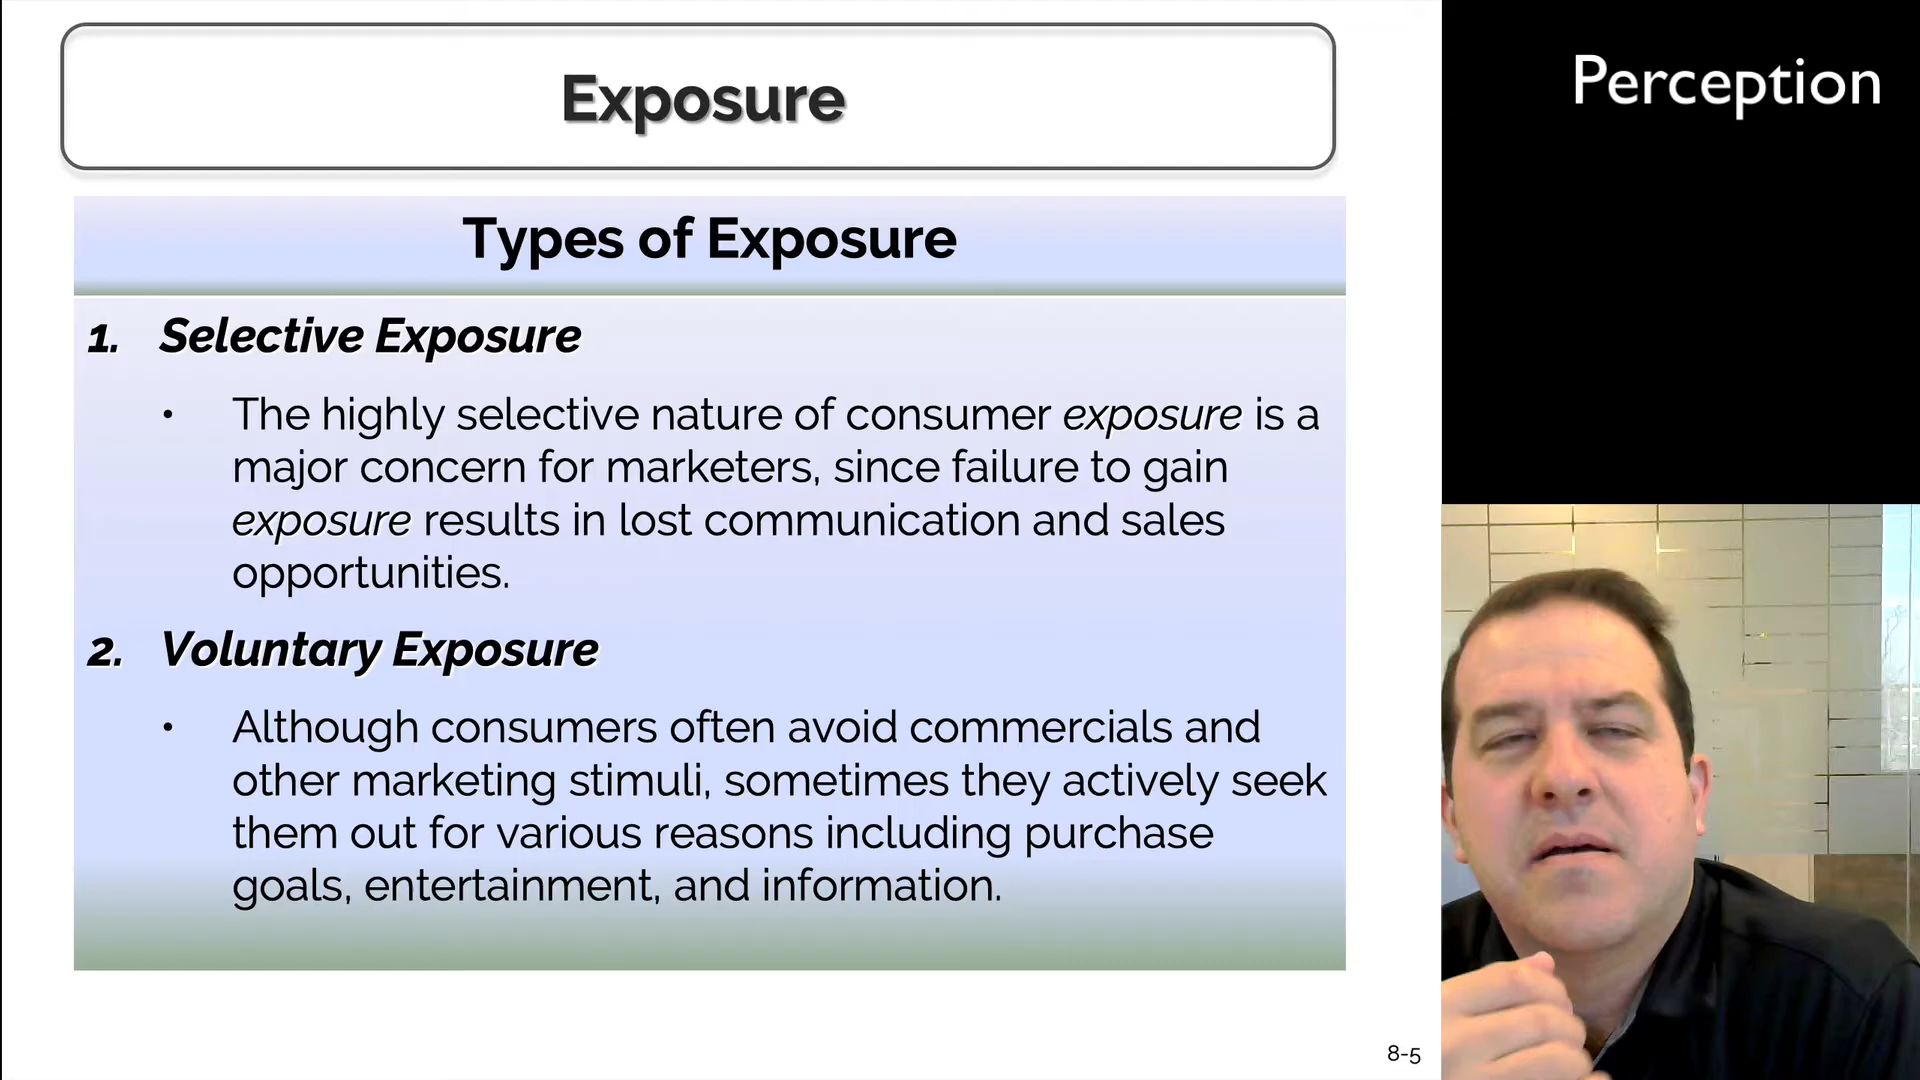 Exposure
Perception
Types of Exposure
1. Selective Exposure
• The highly selective nature of consumer exposure is a
major concern for marketers, since failure to gain
exposure results in lost communication and sales
opportunities.
2. Voluntary Exposure
• Although consumers often avoid commercials and
other marketing stimuli, sometimes they actively seek
them out for various reasons including purchase
goals, entertainment, and information.
8-5